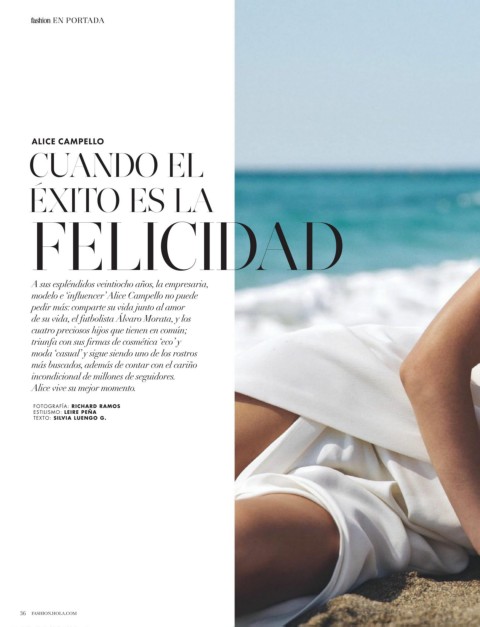 fashion EN PORTADA
ALICE CAMPELLO
CUANDO EL
ÉXITO ES LA
FELICIDAD
A sus espléndidos veintiocho años, la empresaria,
modelo e ‘influencer’ Alice Campello no puede
pedir más: comparte su vida junto al amor
de su vida, el futbolista Álvaro Morata, y los
cuatro preciosos hijos que tienen en común;
triunfa con sus firmas de cosmética ‘eco’ y
moda ‘casual’ y sigue siendo uno de los rostros
más buscados, además de contar con el cariño
incondicional de millones de seguidores.
Alice vive su mejor momento.
FOTOGRAFÍA: RICHARD RAMOS
ESTILISMO: LEIRE PEÑA
TEXTO: SILVIA LUENGO G.
36 FASHION.HOLA.COM